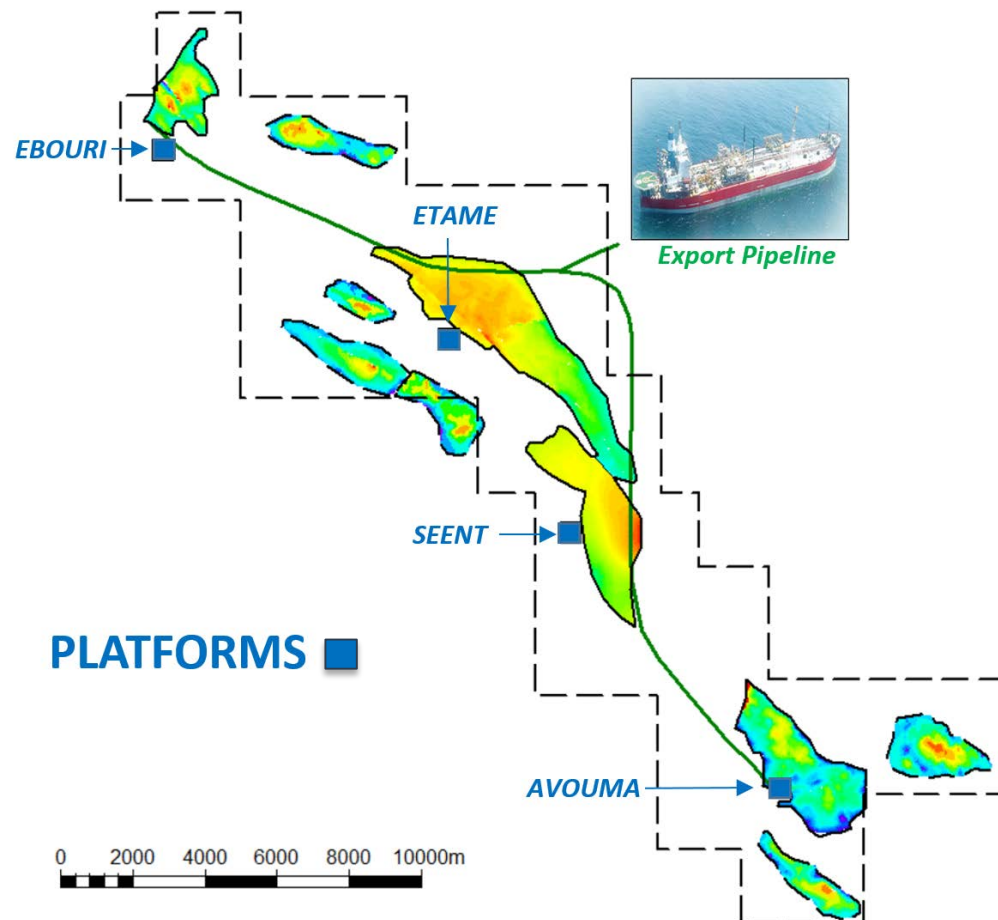 EBOURI
ETAME
Export Pipeline
SEENT
PLATFORMS
AVOUMA
0 2000 4000 6000 8000 10000m